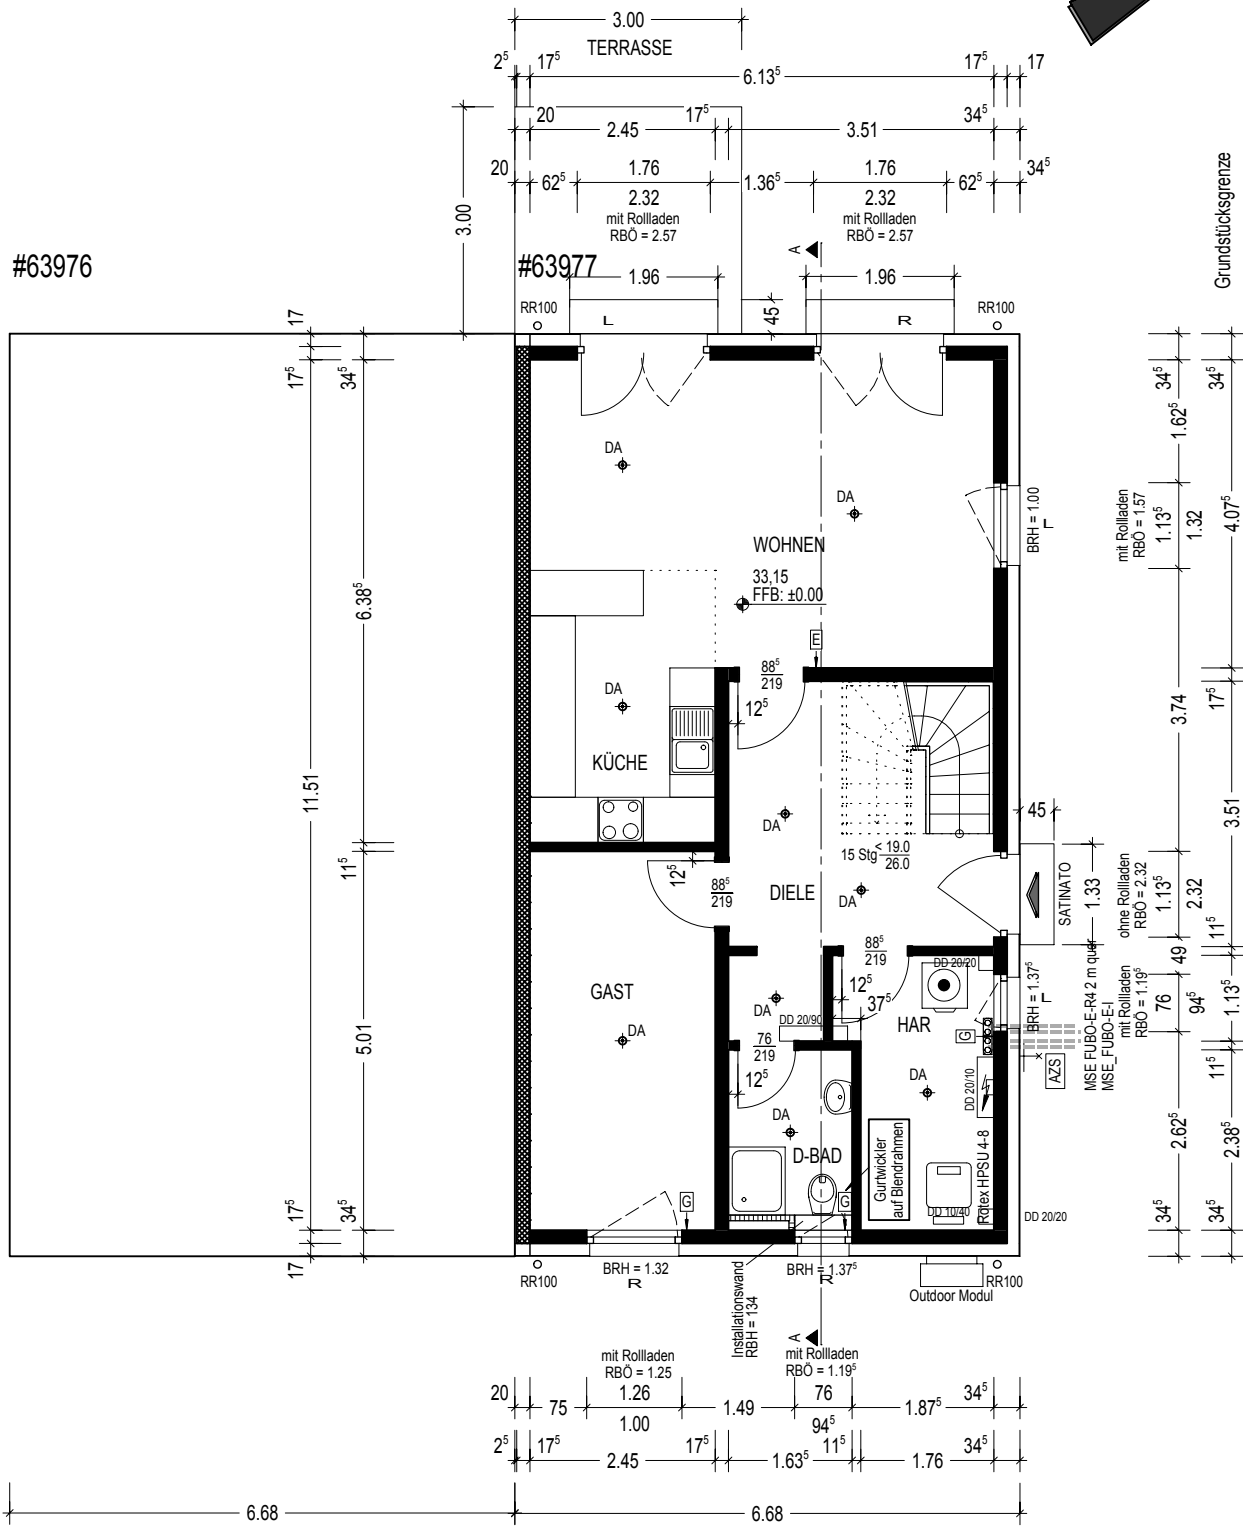 3.00
TERRASSE
2⁵ 17⁵ 6.13⁵ 17⁵ 17
20 2.45 17⁵ 3.51 34⁵
20 62⁵ 1.76 1.36⁵ 1.76 62⁵ 34⁵
2.32 2.32
mit Rollladen
RBÖ = 2.57
mit Rollladen
RBÖ = 2.57
3.00
A
Grundstücksgrenze
#63976
#63977
1.96
1.96
RR100
L
45
R
RR100
17
17⁵
34⁵
34⁵
34⁵
1.62⁵
DA
DA
BRH = 1.00
L
mit Rollladen
RBÖ = 1.57
1.13⁵
1.32
4.07⁵
WOHNEN
33,15
FFB: ±0.00
E
6.38⁵
88⁵
219
12⁵
DA
3.74
17⁵
KÜCHE
11.51
DA
15 Stg
< 19.0
26.0
45
3.51
11⁵
12⁵
88⁵
219
DIELE
DA
SATINATO
1.33
ohne Rollladen
RBÖ = 2.32
1.13⁵
2.32
11⁵
88⁵
219
DD 20/20
49
GAST
12⁵
37⁵
HAR
BRH = 1.37⁵
L
MSE FUBO-E-R4 2 m quer
MSE_FUBO-E-I
mit Rollladen
RBÖ = 1.19⁵
76
94⁵
1.13⁵
DA
DD 20/90
DA
G
5.01
76
219
12⁵
AZS
11⁵
DA
DD 20/10
DA
D-BAD
Gurtwickler
auf Blendrahmen
Rotex HPSU 4-8
2.62⁵
2.38⁵
G
G
DD 10/40
DD 20/20
17⁵
34⁵
34⁵
34⁵
17
RR100
BRH = 1.32
R
Installationswand
RBH = 134
BRH = 1.37⁵
R
Outdoor Modul
RR100
A
mit Rollladen
RBÖ = 1.25
mit Rollladen
RBÖ = 1.19⁵
20 75 1.26 1.49 76 1.87⁵ 34⁵
1.00 94⁵
2⁵ 17⁵ 2.45 17⁵ 1.63⁵ 11⁵ 1.76 34⁵
6.68 6.68